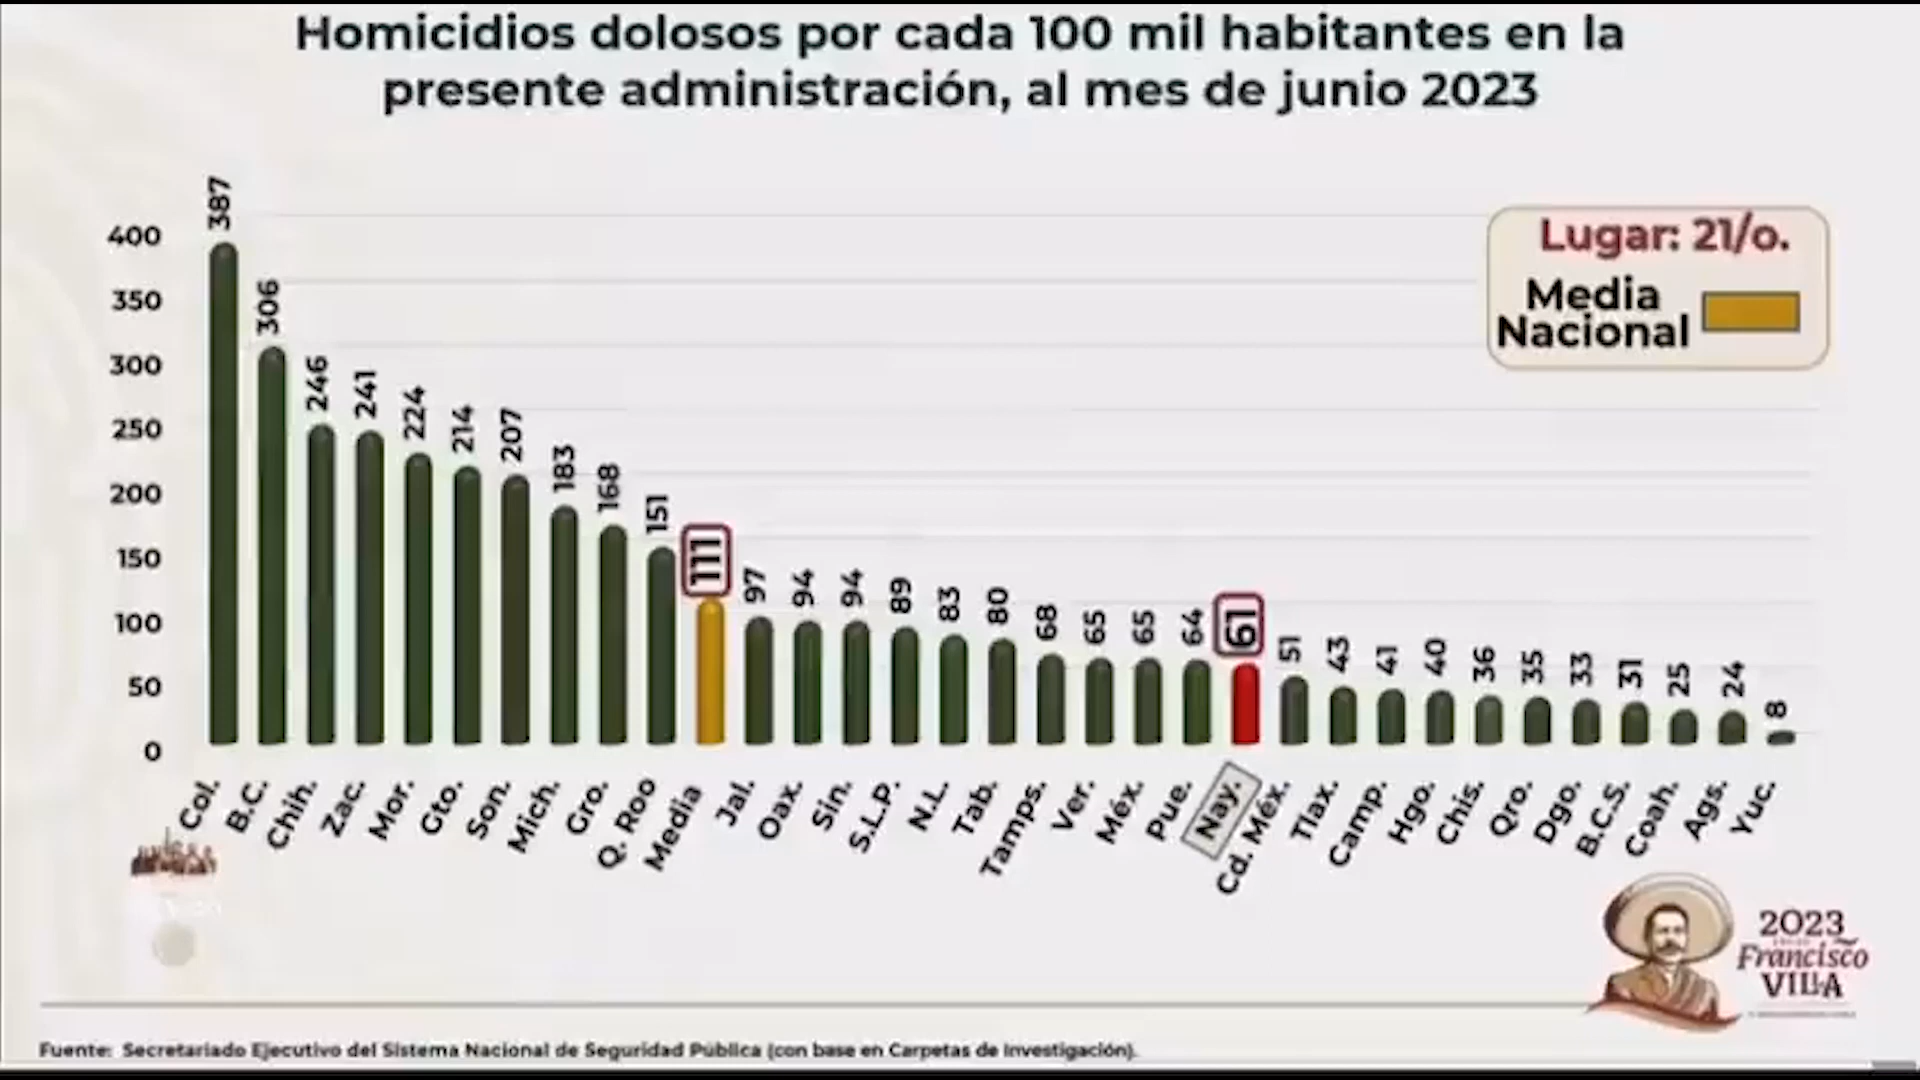 Homicidios dolosos por cada 100 mil habitantes en la
presente administración, al mes de junio 2023
Lugar: 21/o.
Media
Nacional
400
350
300
250
200
150
100
50
0
387
306
246
241
224
214
207
183
168
151
111
97
94
94
89
83
80
68
65
65
64
61
51
43
41
40
36
35
33
31
25
24
8
Col.
B.C.
Chih.
Zac.
Mor.
Gto.
Son.
Mich.
Gro.
Q. Roo
Media
Jal.
Oax.
Sin.
S.L.P.
N.L.
Tab.
Tamps.
Ver.
Méx.
Pue.
Nay.
Cd. Méx.
Tlax.
Camp.
Hgo.
Chis.
Qro.
Dgo.
B.C.S.
Coah.
Ags.
Yuc.
2023
Francisco
VILLA
Fuente: Secretariado Ejecutivo del Sistema Nacional de Seguridad Pública (con base en Carpetas de Investigación).